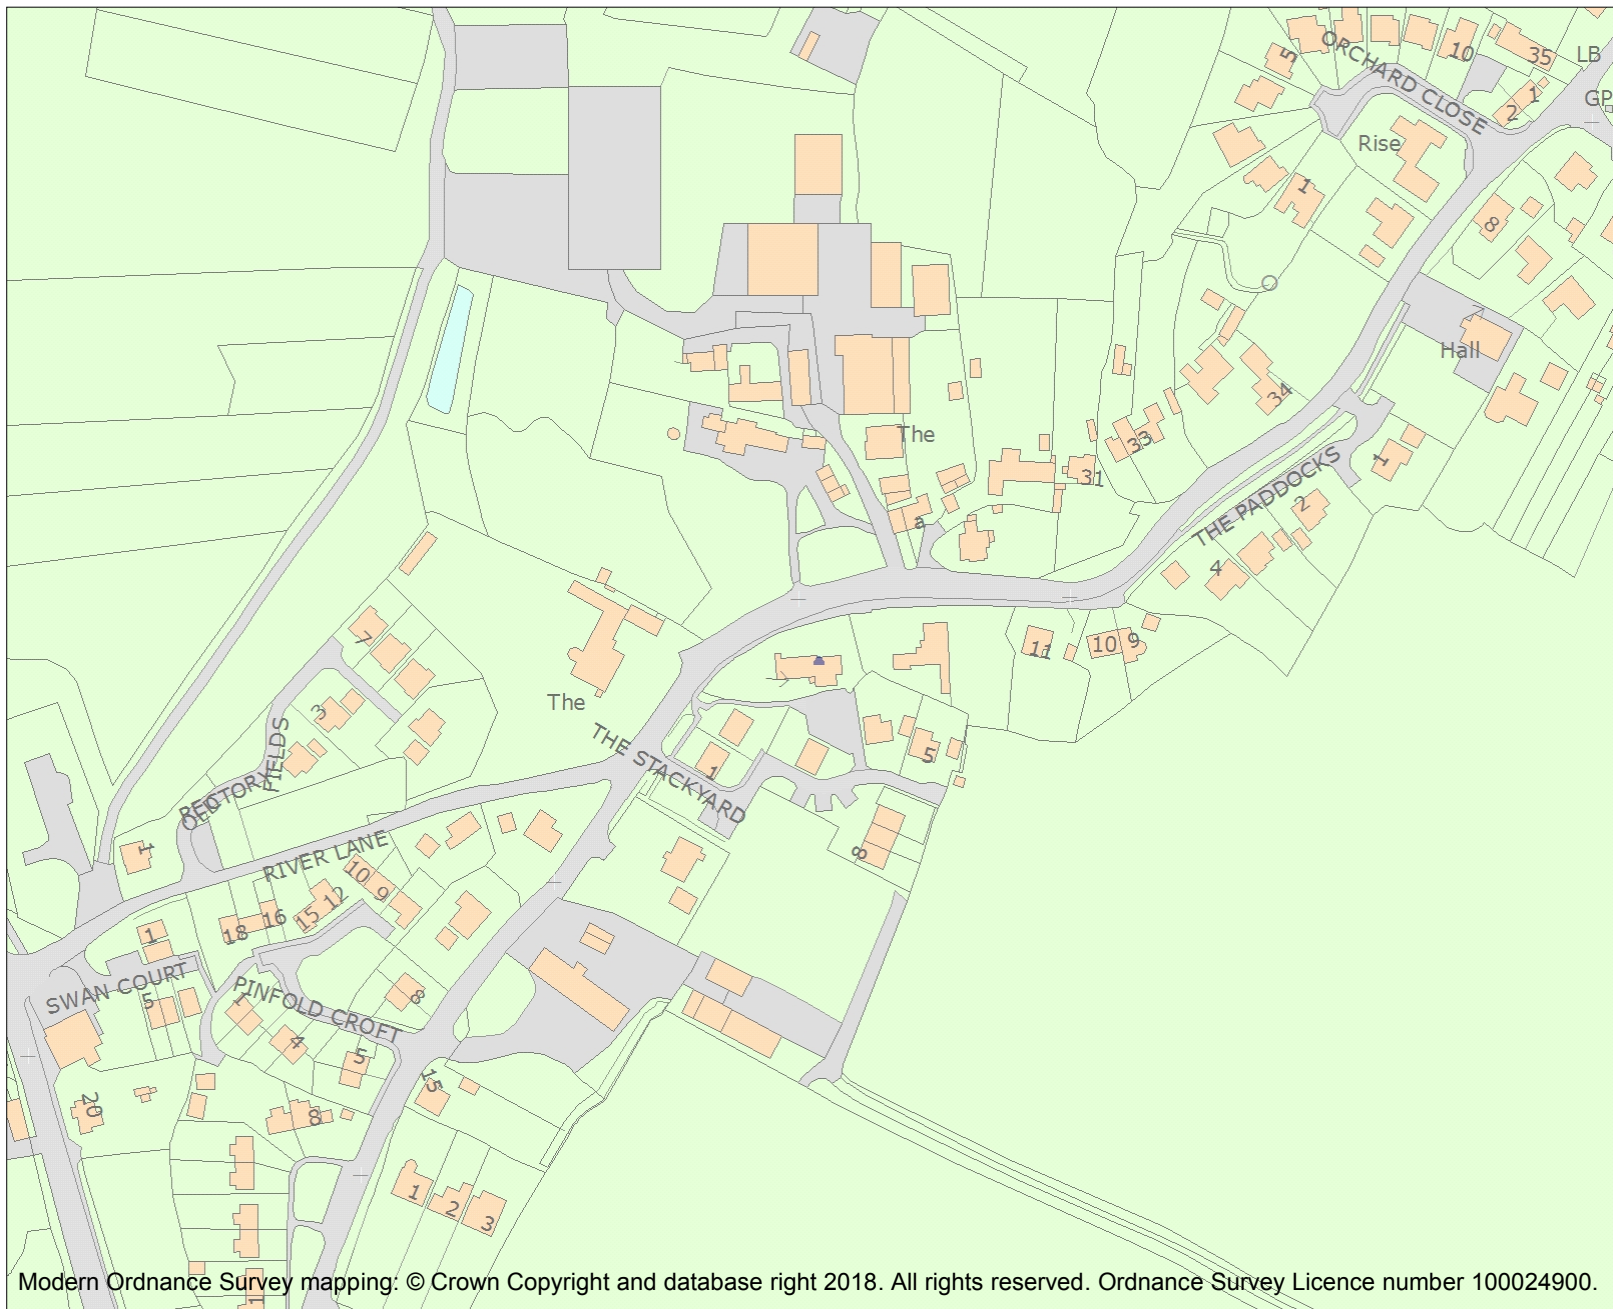 5
ORCHARD CLOSE
10
35
LB
1
2
GP
Rise
1
8
Hall
34
33
The
31
1
THE PADDOCKS
2
a
4
7
11
10
9
3
The
OLD RECTORY FIELDS
THE STACKYARD
1
5
1
RIVER LANE
8
10
9
12
15
16
18
1
SWAN COURT
5
PINFOLD CROFT
1
8
4
5
15
20
8
1
2
3
1
Modern Ordnance Survey mapping: © Crown Copyright and database right 2018. All rights reserved. Ordnance Survey Licence number 100024900.